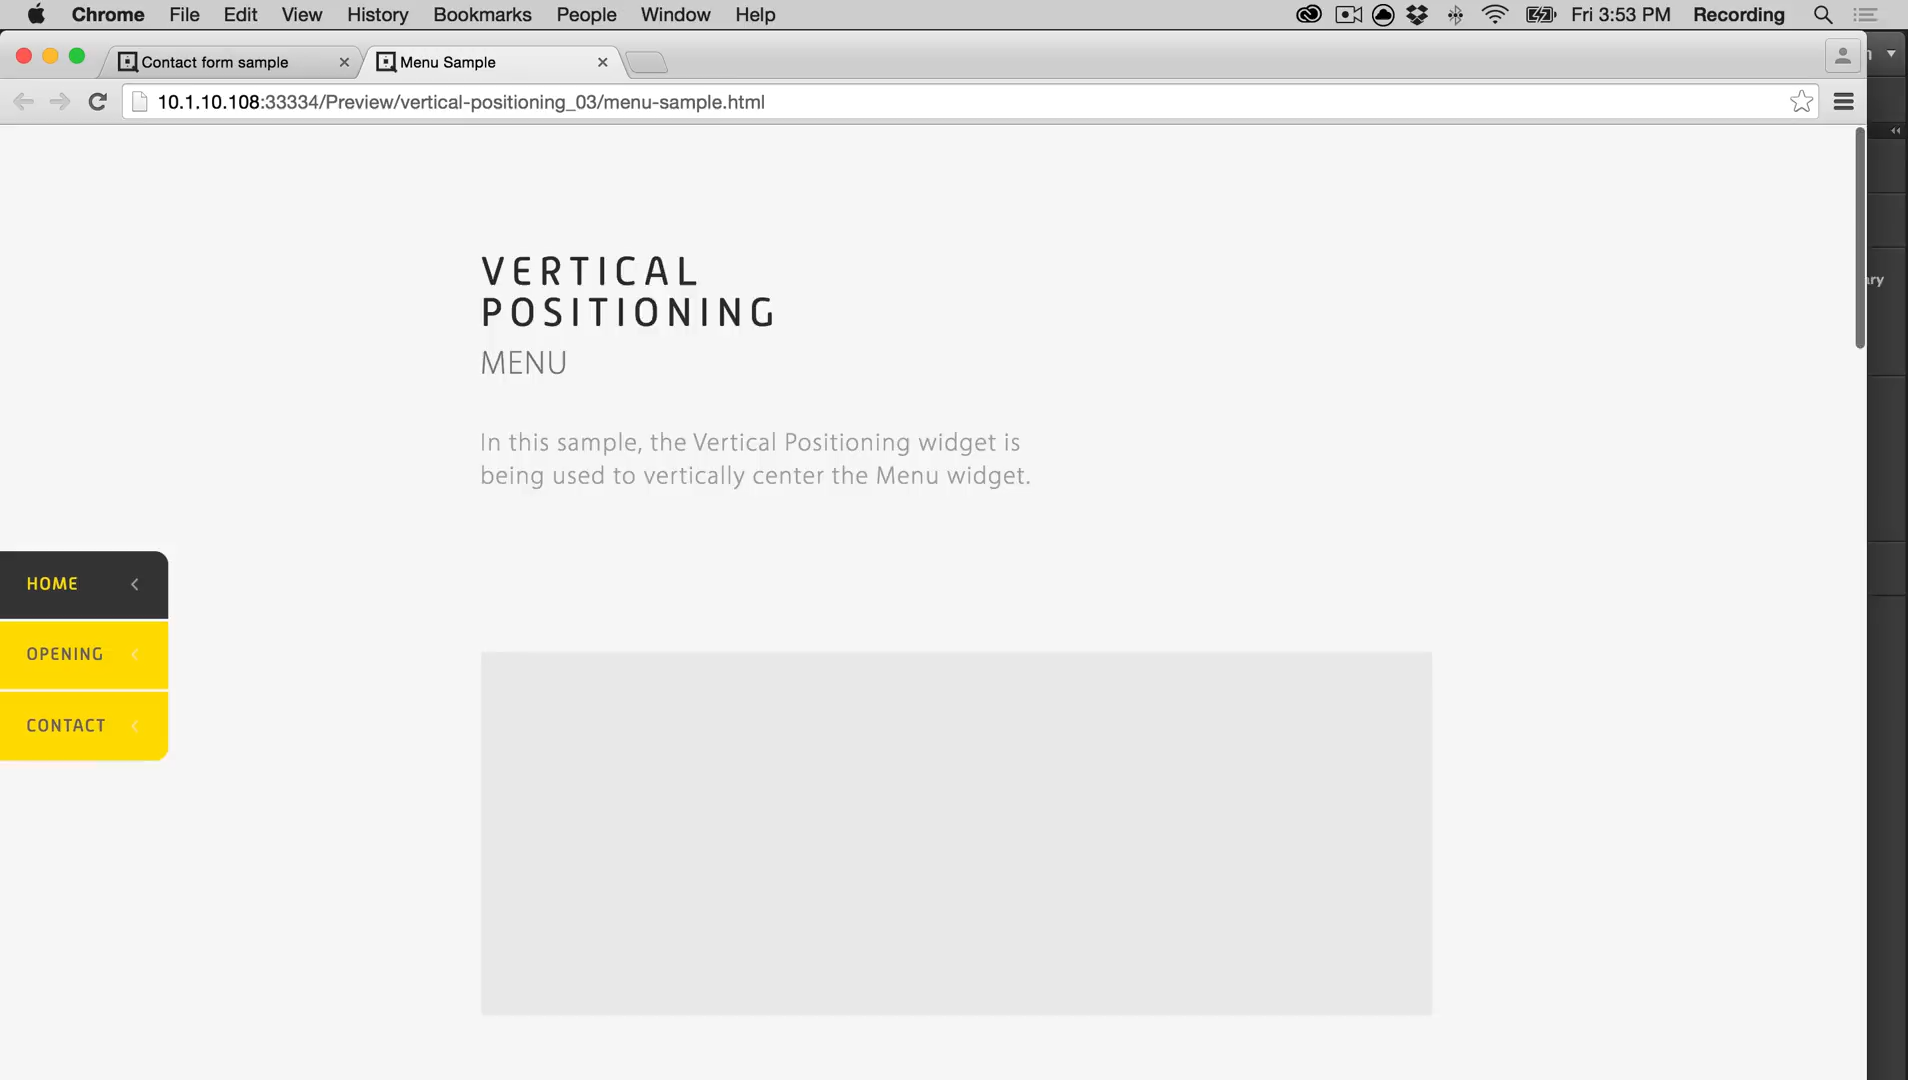 Chrome File Edit View History Bookmarks People Window Help Fri 3:53 PM Recording
Contact form sample Menu Sample
10.1.10.108:33334/Preview/vertical-positioning_03/menu-sample.html
VERTICAL
POSITIONING
MENU
In this sample, the Vertical Positioning widget is
being used to vertically center the Menu widget.
HOME
OPENING
CONTACT